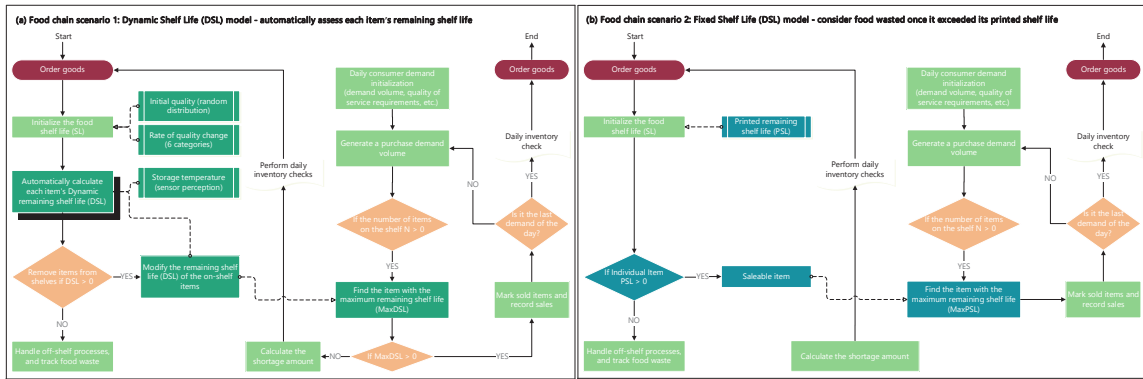 (a) Food chain scenario 1: Dynamic Shelf Life (DSL) model - automatically assess each item's remaining shelf life
Start
Order goods
Initialize the food
shelf life (SL)
Initial quality (random
distribution)
Rate of quality change
(6 categories)
Automatically calculate
each item's Dynamic
remaining shelf life (DSL)
Storage temperature
(sensor perception)
Remove items from
shelves if DSL > 0
YES
Modify the remaining shelf
life (DSL) of the on-shelf
items
NO
Handle off-shelf processes,
and track food waste
Perform daily
inventory checks
Calculate the
shortage amount
NO
Daily consumer demand
initialization
(demand volume, quality of
service requirements, etc.)
Generate a purchase demand
volume
If the number of items
on the shelf N > 0
YES
Find the item with the
maximum remaining shelf life
(MaxDSL)
If MaxDSL > 0
YES
End
Order goods
Daily inventory
check
YES
NO
Is it the last
demand of the
day?
Mark sold items and
record sales
(b) Food chain scenario 2: Fixed Shelf Life (DSL) model - consider food wasted once it exceeded its printed shelf life
Start
Order goods
Initialize the food
shelf life (SL)
Printed remaining
shelf life (PSL)
If Individual Item
PSL > 0
YES
Saleable item
NO
Handle off-shelf processes,
and track food waste
Perform daily
inventory checks
Calculate the shortage amount
Daily consumer demand
initialization
(demand volume, quality of
service requirements, etc.)
Generate a purchase demand
volume
If the number of items
on the shelf N > 0
YES
Find the item with the
maximum remaining shelf life
(MaxPSL)
End
Order goods
Daily inventory
check
YES
NO
Is it the last
demand of the
day?
Mark sold items and
record sales